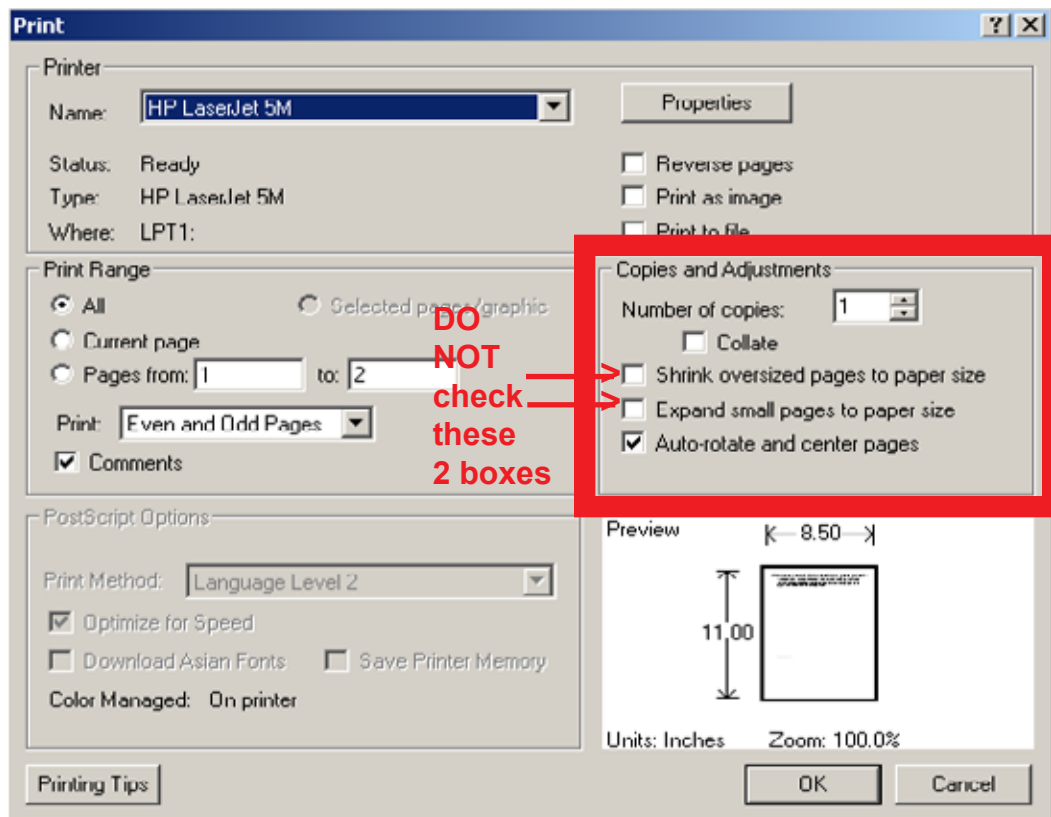 Print
Printer
Name: HP LaserJet 5M
Properties
Status: Ready
Reverse pages
Type: HP LaserJet 5M
Print as image
Where: LPT1:
Print to file
Print Range
All
Selected pages/graphic
Current page
Pages from: 1 to: 2
Print: Even and Odd Pages
Comments
DO
NOT
check
these
2 boxes
Copies and Adjustments
Number of copies: 1
Collate
Shrink oversized pages to paper size
Expand small pages to paper size
Auto-rotate and center pages
PostScript Options
Print Method: Language Level 2
Optimize for Speed
Download Asian Fonts
Save Printer Memory
Color Managed: On printer
Preview
8.50
11.00
Units: Inches Zoom: 100.0%
Printing Tips
OK
Cancel